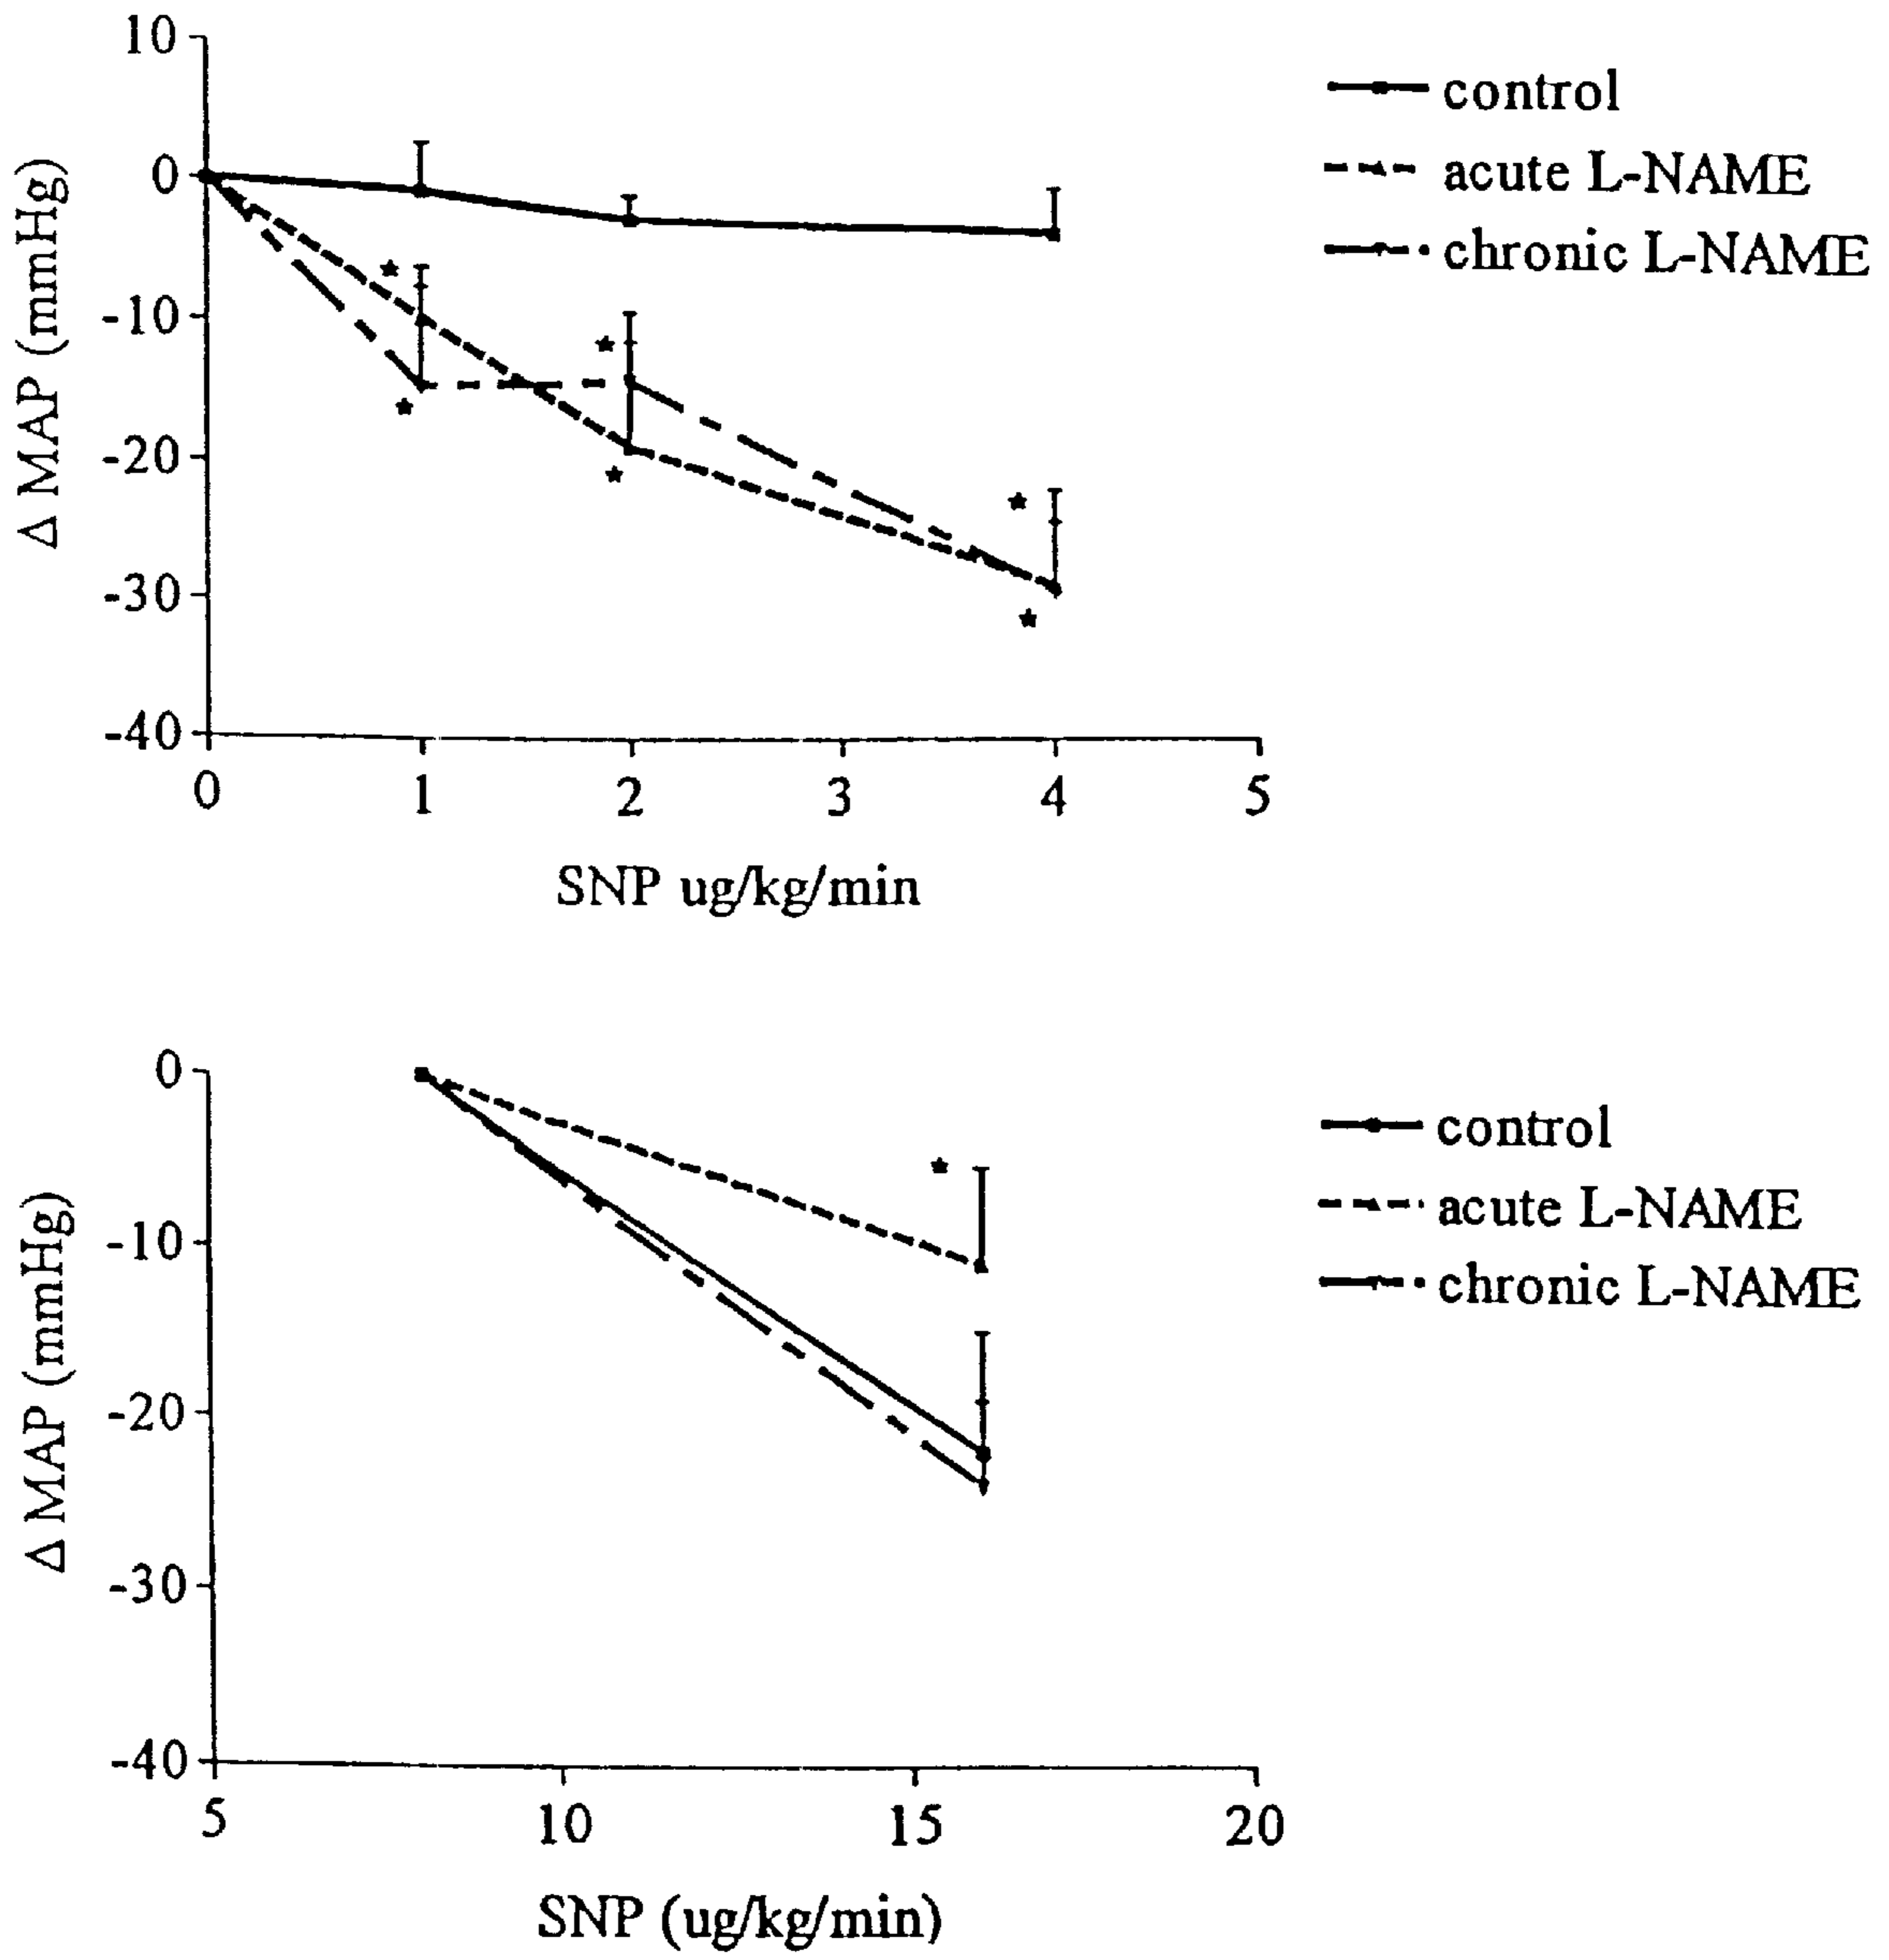 10
0
-10
-20
-30
-40
Δ MAP (mmHg)
0 1 2 3 4 5
SNP ug/kg/min
control
acute L-NAME
chronic L-NAME
0
-10
-20
-30
-40
Δ MAP (mmHg)
5 10 15 20
SNP (ug/kg/min)
control
acute L-NAME
chronic L-NAME